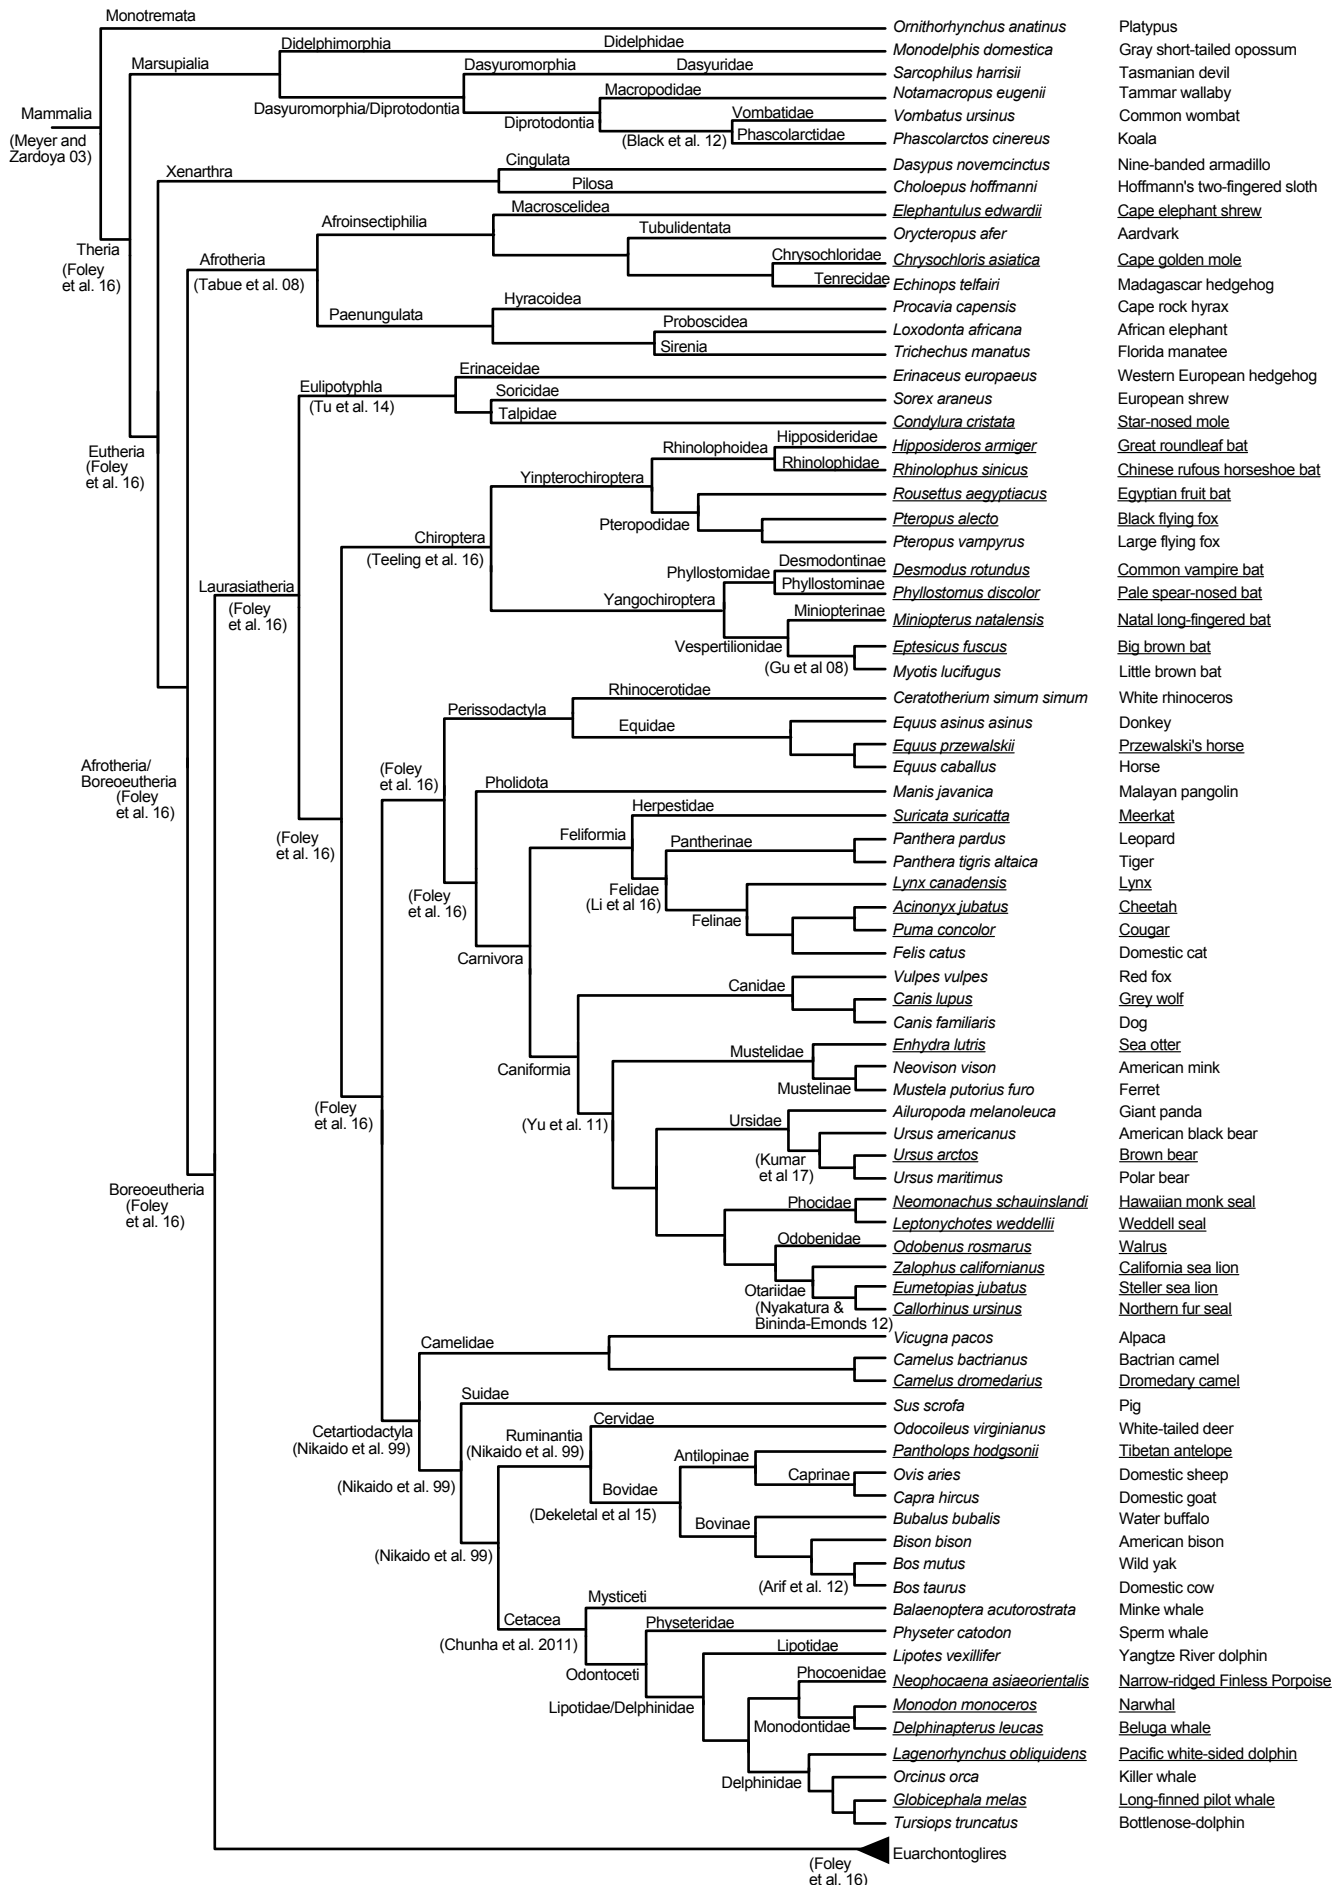 Monotremata
Ornithorhynchus anatinus Platypus
Didelphimorphia Didelphidae
Monodelphis domestica Gray short-tailed opossum
Marsupialia
Dasyuromorphia Dasyuridae
Sarcophilus harrisii Tasmanian devil
Macropodidae
Notamacropus eugenii Tammar wallaby
Dasyuromorphia/Diprotodontia
Mammalia
Vombatidae
Vombatus ursinus Common wombat
Diprotodontia
(Meyer and
Zardoya 03)
(Black et al. 12)
Phascolarctidae
Phascolarctos cinereus Koala
Cingulata
Dasypus novemcinctus Nine-banded armadillo
Xenarthra
Pilosa
Choloepus hoffmanni Hoffmann's two-fingered sloth
Macroscelidea
Elephantulus edwardii Cape elephant shrew
Afroinsectiphilia
Tubulidentata
Orycteropus afer Aardvark
Theria
(Foley
et al. 16)
Afrotheria
(Tabue et al. 08)
Chrysochloridae
Chrysochloris asiatica Cape golden mole
Tenrecidae
Echinops telfairi Madagascar hedgehog
Hyracoidea
Procavia capensis Cape rock hyrax
Paenungulata
Proboscidea
Loxodonta africana African elephant
Sirenia
Trichechus manatus Florida manatee
Erinaceidae
Erinaceus europaeus Western European hedgehog
Eulipotyphla
(Tu et al. 14)
Soricidae
Sorex araneus European shrew
Talpidae
Condylura cristata Star-nosed mole
Eutheria
(Foley
et al. 16)
Rhinolophoidea
Hipposideridae
Hipposideros armiger Great roundleaf bat
Rhinolophidae
Rhinolophus sinicus Chinese rufous horseshoe bat
Yinpterochiroptera
Rousettus aegyptiacus Egyptian fruit bat
Pteropodidae
Pteropus alecto Black flying fox
Pteropus vampyrus Large flying fox
Chiroptera
(Teeling et al. 16)
Desmodontinae
Desmodus rotundus Common vampire bat
Phyllostomidae
Phyllostominae
Phyllostomus discolor Pale spear-nosed bat
Laurasiatheria
(Foley
et al. 16)
Yangochiroptera
Miniopterinae
Miniopterus natalensis Natal long-fingered bat
Vespertilionidae
Eptesicus fuscus Big brown bat
(Gu et al 08)
Myotis lucifugus Little brown bat
Rhinocerotidae
Ceratotherium simum simum White rhinoceros
Perissodactyla
Equidae
Equus asinus asinus Donkey
Equus przewalskii Przewalski's horse
Equus caballus Horse
Afrotheria/
Boreoeutheria
(Foley
et al. 16)
(Foley
et al. 16)
Pholidota
Manis javanica Malayan pangolin
Herpestidae
Suricata suricatta Meerkat
Feliformia
Pantherinae
Panthera pardus Leopard
Panthera tigris altaica Tiger
(Foley
et al. 16)
(Foley
et al. 16)
Felidae
(Li et al 16)
Lynx canadensis Lynx
Felinae
Acinonyx jubatus Cheetah
Puma concolor Cougar
Felis catus Domestic cat
Carnivora
Canidae
Vulpes vulpes Red fox
Canis lupus Grey wolf
Canis familiaris Dog
Mustelidae
Enhydra lutris Sea otter
Caniformia
Neovison vison American mink
Mustelinae
Mustela putorius furo Ferret
(Foley
et al. 16)
(Yu et al. 11)
Ursidae
Ailuropoda melanoleuca Giant panda
Ursus americanus American black bear
(Kumar
et al 17)
Ursus arctos Brown bear
Ursus maritimus Polar bear
Boreoeutheria
(Foley
et al. 16)
Phocidae
Neomonachus schauinslandi Hawaiian monk seal
Leptonychotes weddellii Weddell seal
Odobenidae
Odobenus rosmarus Walrus
Zalophus californianus California sea lion
Otariidae
Eumetopias jubatus Steller sea lion
(Nyakatura &
Bininda-Emonds 12)
Callorhinus ursinus Northern fur seal
Camelidae
Vicugna pacos Alpaca
Camelus bactrianus Bactrian camel
Camelus dromedarius Dromedary camel
Suidae
Sus scrofa Pig
Cetartiodactyla
(Nikaido et al. 99)
Cervidae
Odocoileus virginianus White-tailed deer
Ruminantia
(Nikaido et al. 99)
Antilopinae
Pantholops hodgsonii Tibetan antelope
(Nikaido et al. 99)
Caprinae
Ovis aries Domestic sheep
Bovidae
(Dekeletal et al 15)
Capra hircus Domestic goat
Bovinae
Bubalus bubalis Water buffalo
Bison bison American bison
(Nikaido et al. 99)
Bos mutus Wild yak
(Arif et al. 12)
Bos taurus Domestic cow
Mysticeti
Balaenoptera acutorostrata Minke whale
Cetacea
(Chunha et al. 2011)
Physeteridae
Physeter catodon Sperm whale
Odontoceti
Lipotidae
Lipotes vexillifer Yangtze River dolphin
Phocoenidae
Neophocaena asiaeorientalis Narrow-ridged Finless Porpoise
Lipotidae/Delphinidae
Monodon monoceros Narwhal
Monodontidae
Delphinapterus leucas Beluga whale
Lagenorhynchus obliquidens Pacific white-sided dolphin
Delphinidae
Orcinus orca Killer whale
Globicephala melas Long-finned pilot whale
Tursiops truncatus Bottlenose-dolphin
Euarchontoglires
(Foley
et al. 16)